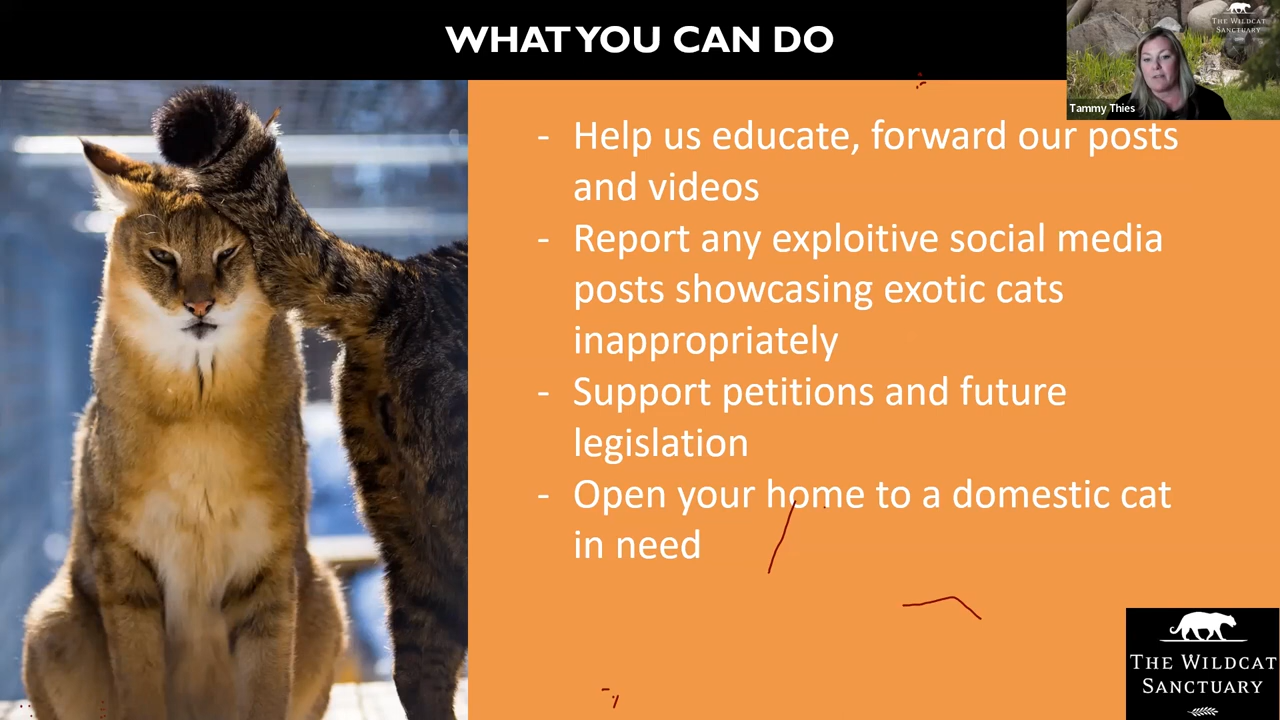 WHAT YOU CAN DO
THE WILDCAT
SANCTUARY
Tammy Thies
- Help us educate, forward our posts
and videos
- Report any exploitive social media
posts showcasing exotic cats
inappropriately
- Support petitions and future
legislation
- Open your home to a domestic cat
in need
THE WILDCAT
SANCTUARY